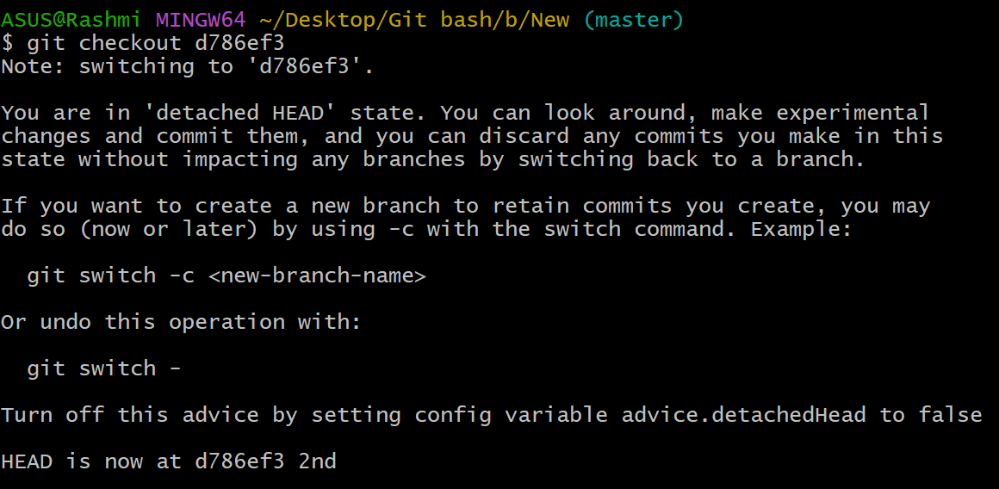 ASUS@Rashmi MINGW64 ~/Desktop/Git bash/b/New (master)
$ git checkout d786ef3
Note: switching to 'd786ef3'.

You are in 'detached HEAD' state. You can look around, make experimental
changes and commit them, and you can discard any commits you make in this
state without impacting any branches by switching back to a branch.

If you want to create a new branch to retain commits you create, you may
do so (now or later) by using -c with the switch command. Example:

  git switch -c <new-branch-name>

Or undo this operation with:

  git switch -

Turn off this advice by setting config variable advice.detachedHead to false

HEAD is now at d786ef3 2nd